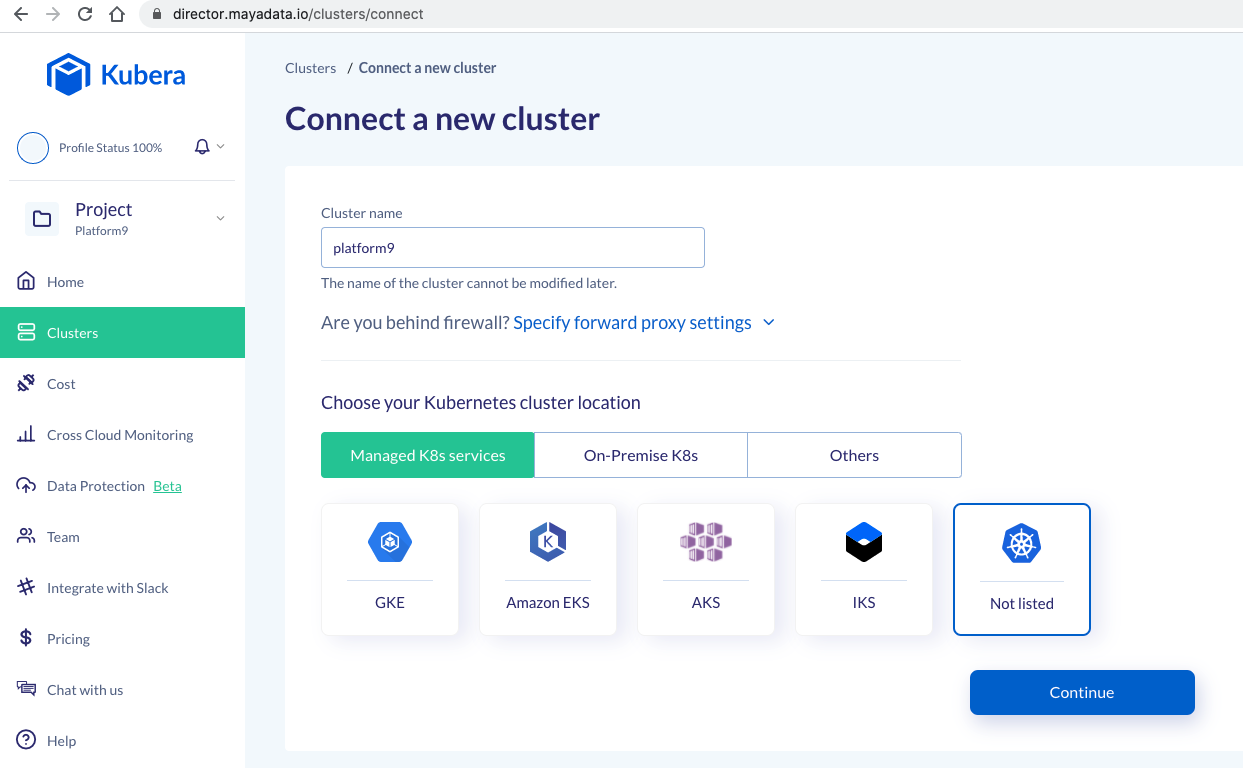 director.mayadata.io/clusters/connect
Kubera
Profile Status 100%
Project
Platform9
Home
Clusters
Cost
Cross Cloud Monitoring
Data Protection Beta
Team
Integrate with Slack
Pricing
Chat with us
Help
Clusters / Connect a new cluster
Connect a new cluster
Cluster name
platform9
The name of the cluster cannot be modified later.
Are you behind firewall? Specify forward proxy settings
Choose your Kubernetes cluster location
Managed K8s services On-Premise K8s Others
K
GKE Amazon EKS AKS IKS Not listed
Continue